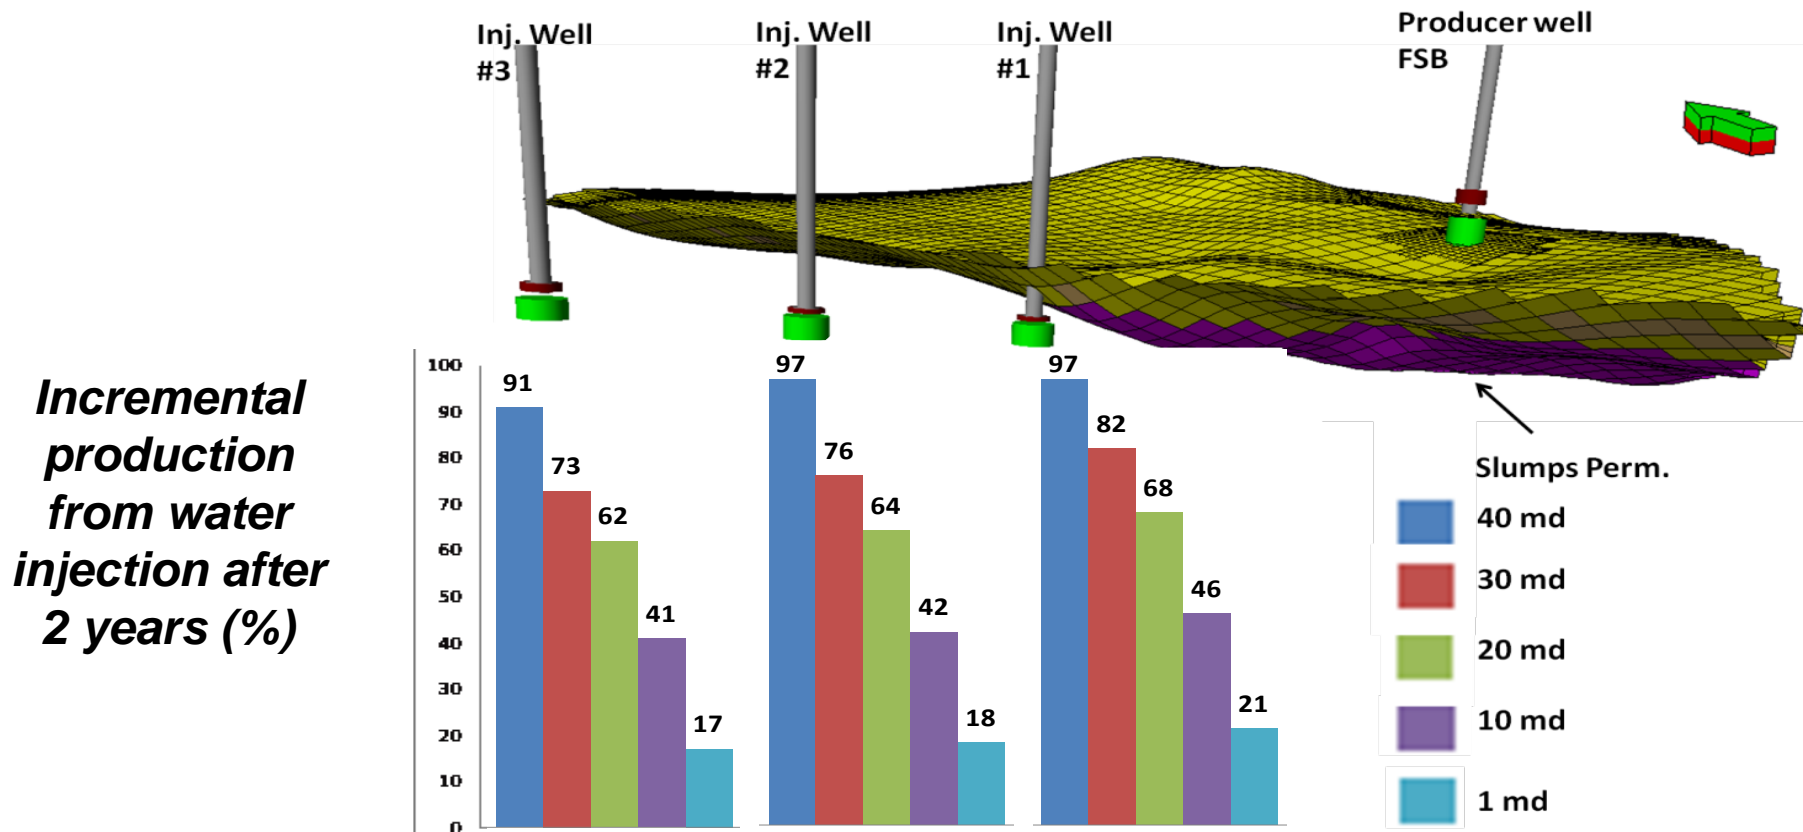 Inj. Well
#3
Inj. Well
#2
Inj. Well
#1
Producer well
FSB
Incremental
production
from water
injection after
2 years (%)
100
90
80
70
60
50
40
30
20
10
0
91
73
62
41
17
97
76
64
42
18
97
82
68
46
21
Slumps Perm.
40 md
30 md
20 md
10 md
1 md